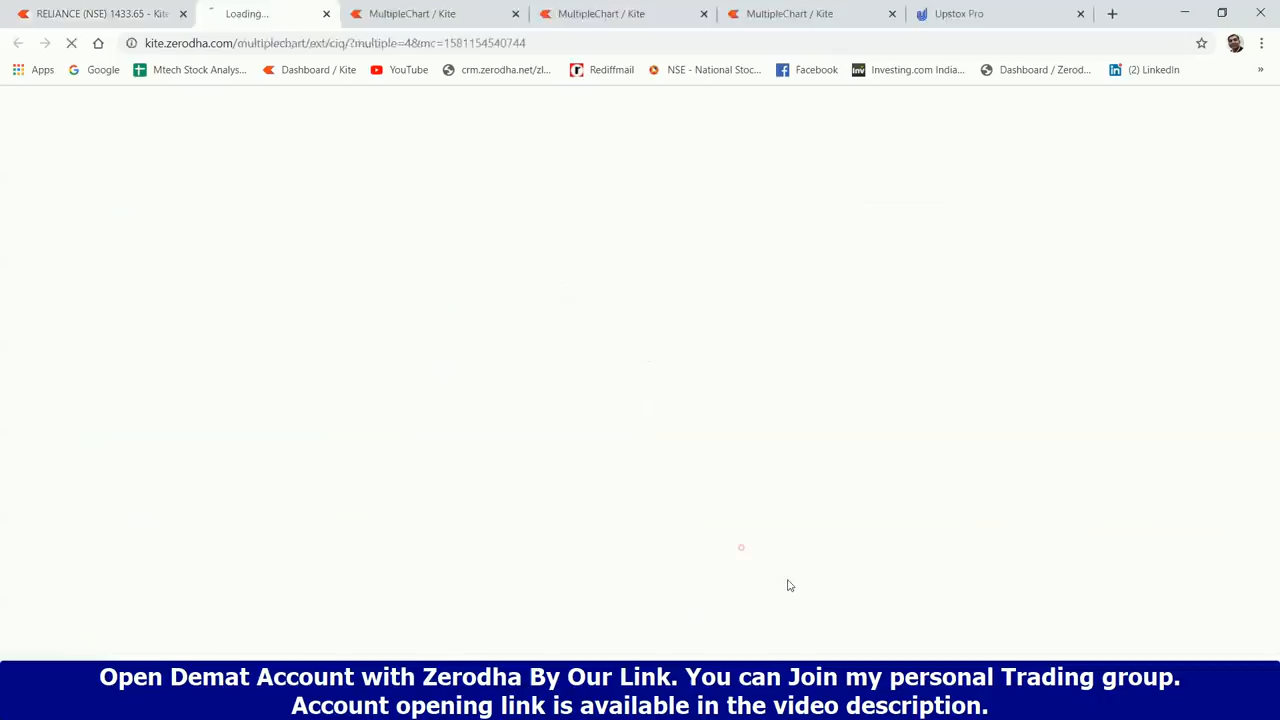 RELIANCE (NSE) 1433.65 - Kite
Loading...
MultipleChart / Kite
MultipleChart / Kite
MultipleChart / Kite
Upstox Pro
kite.zerodha.com/multiplechart/ext/ciq/?multiple=4&mc=1581154540744
Apps
Google
Mtech Stock Analys...
Dashboard / Kite
YouTube
crm.zerodha.net/zl...
Rediffmail
NSE - National Stoc...
Facebook
Inv
Investing.com India...
Dashboard / Zerod...
(2) LinkedIn
Open Demat Account with Zerodha By Our Link. You can Join my personal Trading group.
Account opening link is available in the video description.